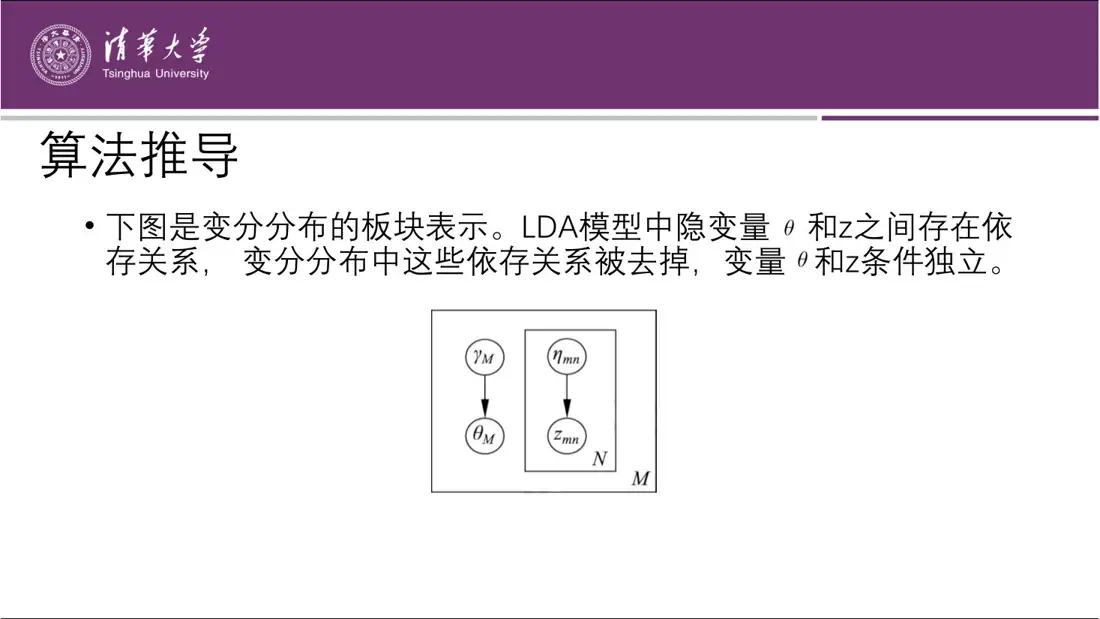 清华大学
Tsinghua University
算法推导
• 下图是变分分布的板块表示。LDA模型中隐变量 θ 和z之间存在依
存关系， 变分分布中这些依存关系被去掉，变量 θ 和z条件独立。
γM ηmn
θM zmn
N
M